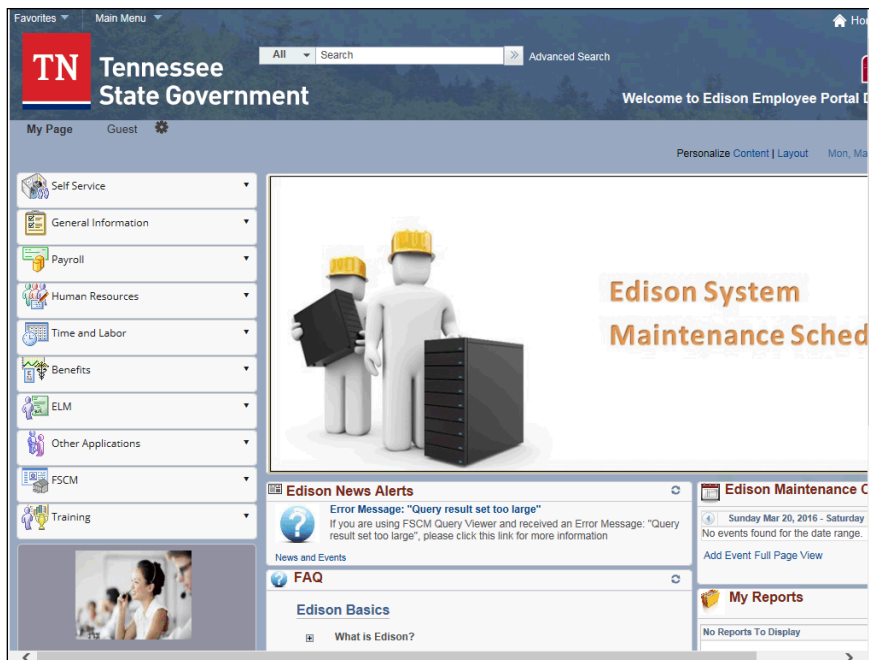 Favorites Main Menu
TN Tennessee
State Government
All Search Advanced Search
Welcome to Edison Employee Portal
My Page Guest
Personalize Content | Layout Mon,
Self Service
General Information
Payroll
Human Resources
Time and Labor
Benefits
ELM
Other Applications
FSCM
Training
Edison System
Maintenance Sched
Edison News Alerts
Error Message: "Query result set too large"
If you are using FSCM Query Viewer and received an Error Message: "Query
result set too large", please click this link for more information
News and Events
FAQ
Edison Basics
What is Edison?
Edison Maintenance
Sunday Mar 20, 2016 - Saturday
No events found for the date range.
Add Event Full Page View
My Reports
No Reports To Display